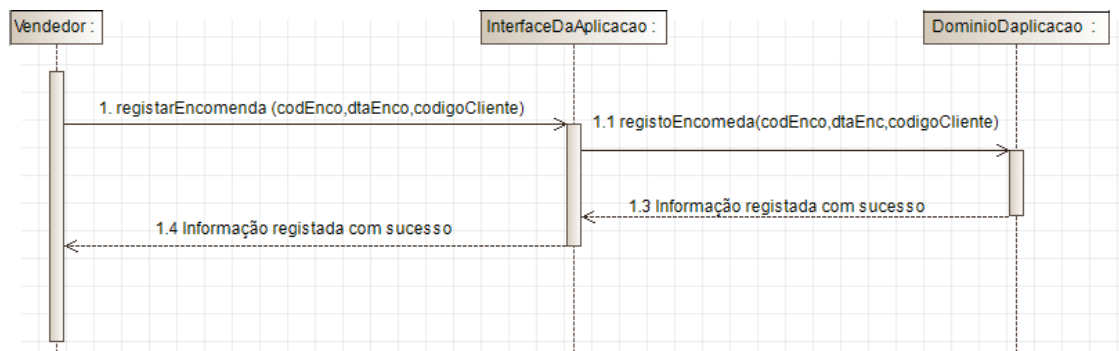 Vendedor :
InterfaceDaAplicacao :
DominioDaplicacao :
1. registarEncomenda (codEnco,dtaEnco,codigoCliente)
1.1 registoEncomeda(codEnco,dtaEnc,codigoCliente)
1.3 Informação registada com sucesso
1.4 Informação registada com sucesso